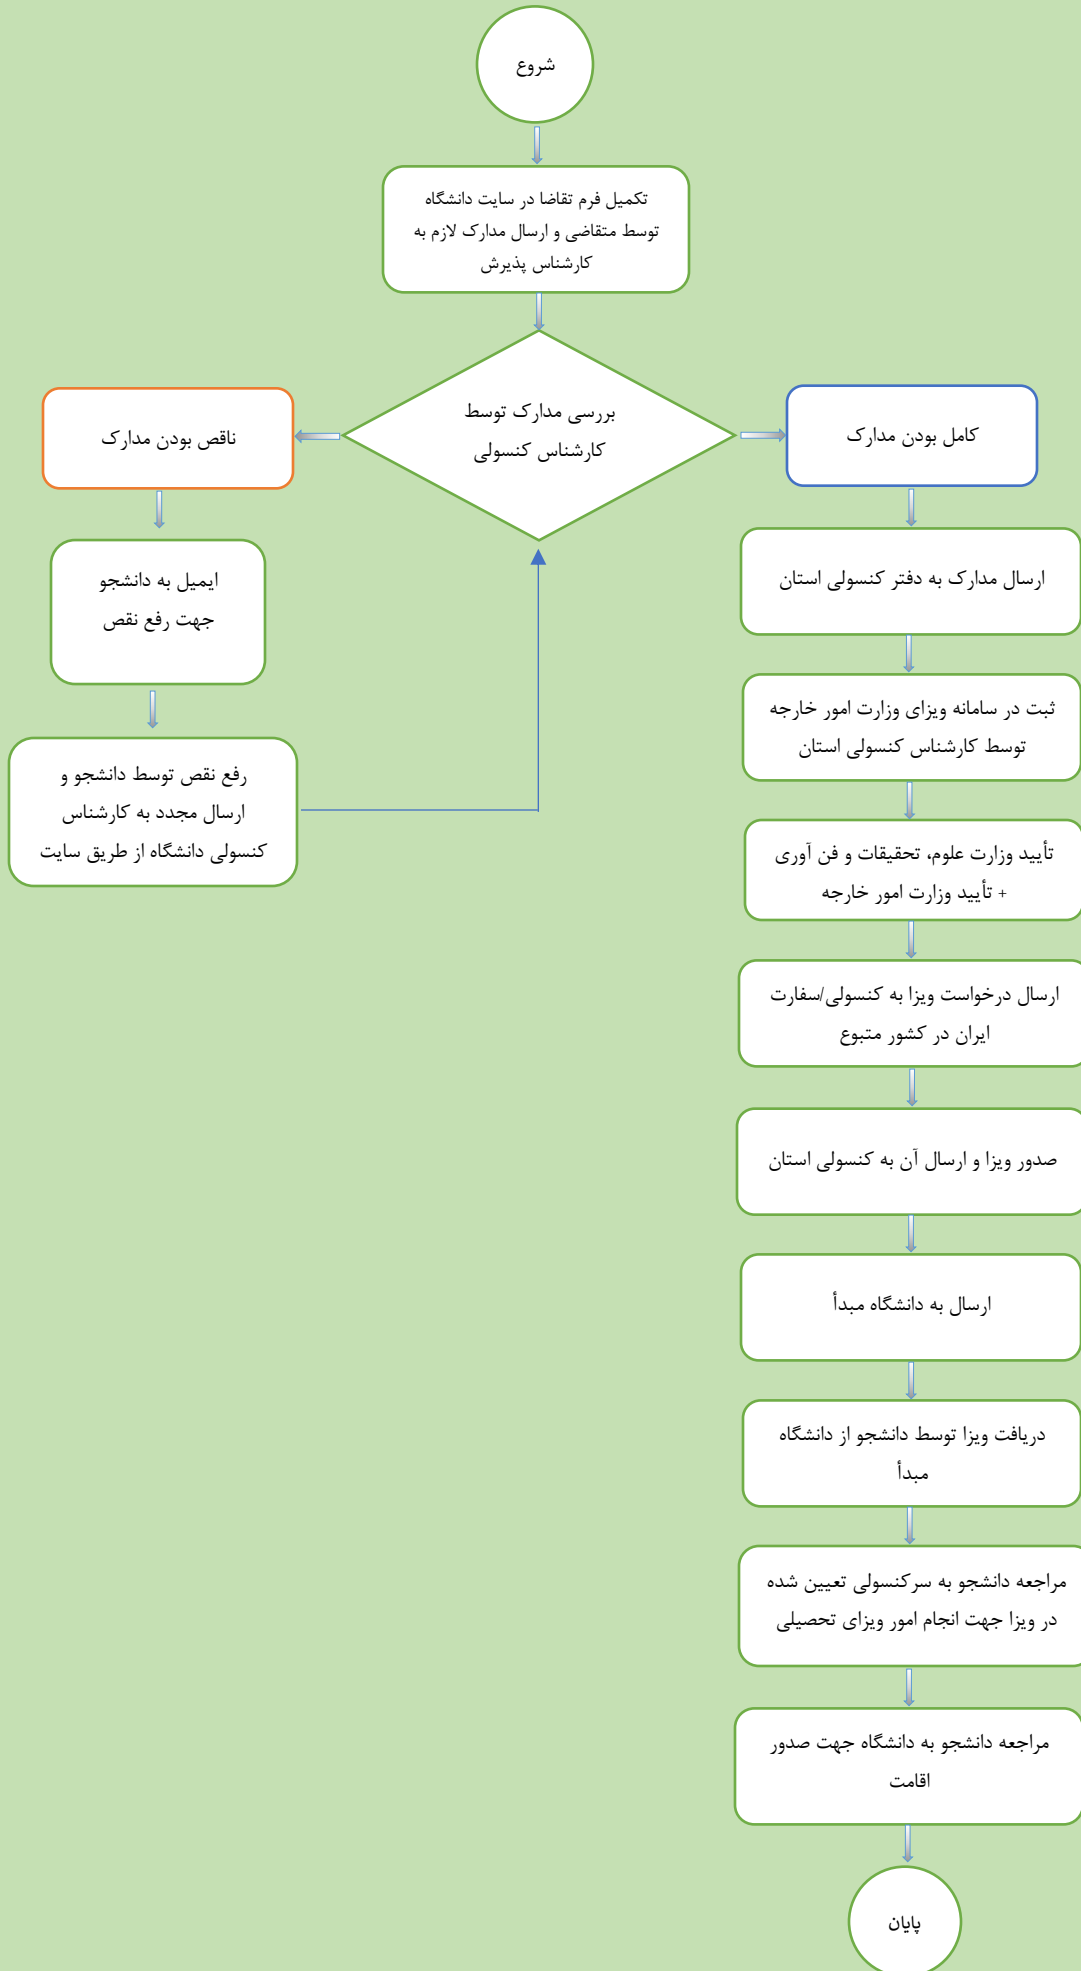 شروع
تکمیل فرم تقاضا در سایت دانشگاه
توسط متقاضی و ارسال مدارک لازم به
کارشناس پذیرش
بررسی مدارک توسط
کارشناس کنسولی
کامل بودن مدارک
ناقص بودن مدارک
ایمیل به دانشجو
جهت رفع نقص
رفع نقص توسط دانشجو و
ارسال مجدد به کارشناس
کنسولی دانشگاه از طریق سایت
ارسال مدارک به دفتر کنسولی استان
ثبت در سامانه ویزای وزارت امور خارجه
توسط کارشناس کنسولی استان
تأیید وزارت علوم، تحقیقات و فن آوری
+ تأیید وزارت امور خارجه
ارسال درخواست ویزا به کنسولی/سفارت
ایران در کشور متبوع
صدور ویزا و ارسال آن به کنسولی استان
ارسال به دانشگاه مبدأ
دریافت ویزا توسط دانشجو از دانشگاه
مبدأ
مراجعه دانشجو به سرکنسولی تعیین شده
در ویزا جهت انجام امور ویزای تحصیلی
مراجعه دانشجو به دانشگاه جهت صدور
اقامت
پایان